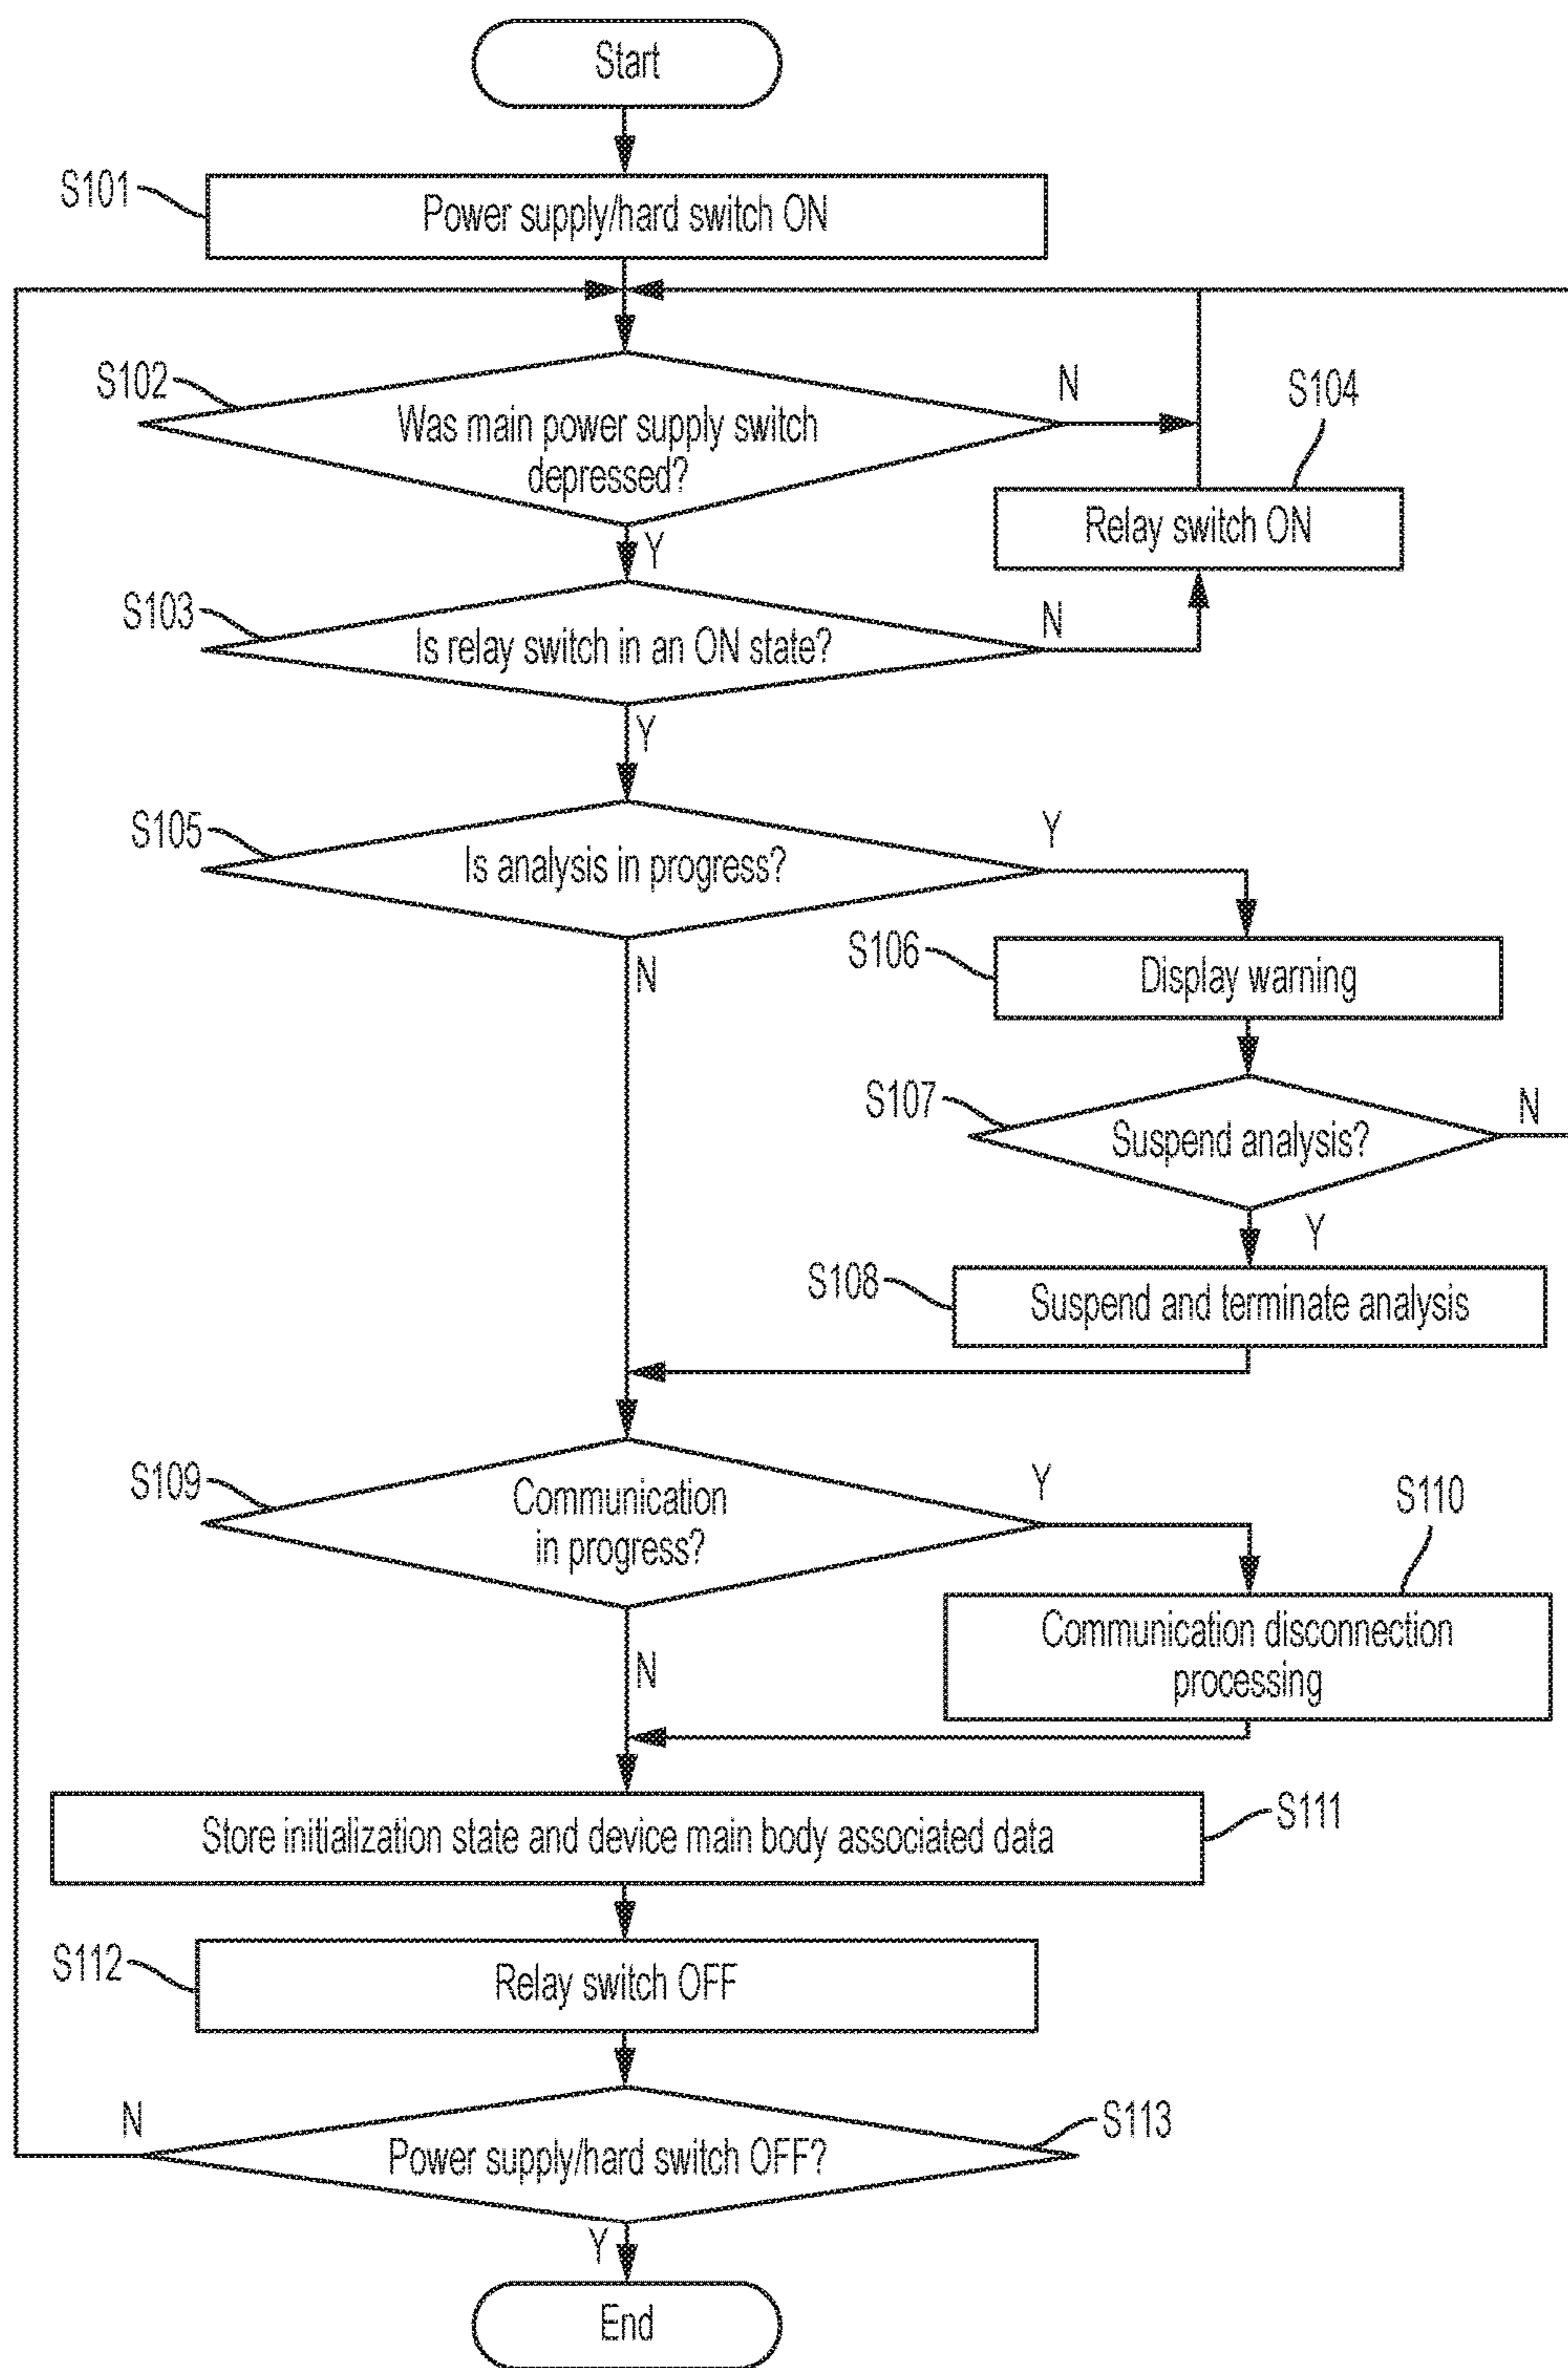 Start
S101
Power supply/hard switch ON
S102
Was main power supply switch
depressed?
N
S104
Relay switch ON
Y
S103
Is relay switch in an ON state?
N
Y
S105
Is analysis in progress?
Y
N
S106
Display warning
S107
Suspend analysis?
N
Y
S108
Suspend and terminate analysis
S109
Communication
in progress?
Y
S110
Communication disconnection
processing
N
Store initialization state and device main body associated data
S111
S112
Relay switch OFF
N
Power supply/hard switch OFF?
S113
Y
End